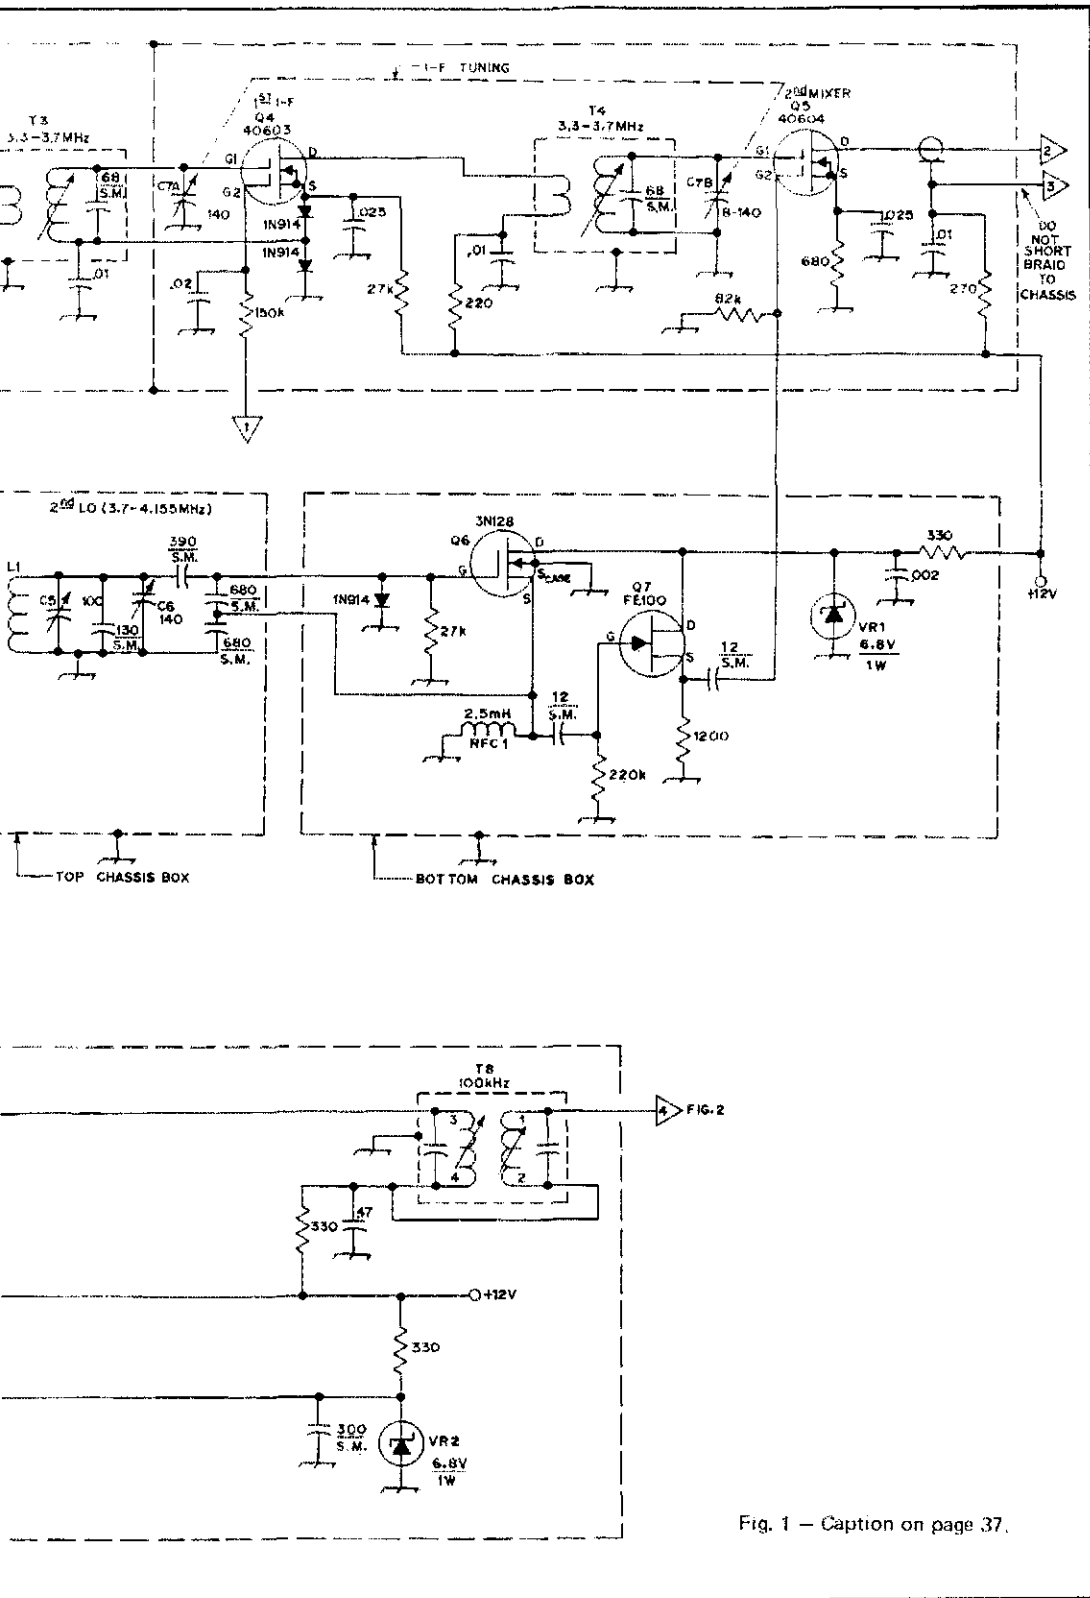 I-F TUNING
T3
3.3-3.7MHz
1ST I-F
Q4
40603
T4
3.3-3.7MHz
2nd MIXER
Q5
40604
G1
D
G2
S
68
S.M.
C7A
140
1N914
1N914
.025
.01
.02
150k
27k
220
.01
68
S.M.
C7B
8-140
G1
G2
D
S
.025
680
82k
.01
270
2
3
DO
NOT
SHORT
BRAID
TO
CHASSIS
1
2nd LO (3.7-4.155MHz)
L1
C5
100
130
S.M.
C6
140
390
S.M.
680
S.M.
680
S.M.
3N128
Q6
G
D
S CASE
S
1N914
27k
Q7
FE100
G
D
S
2.5mH
RFC1
12
S.M.
220k
12
S.M.
1200
330
.002
VR1
6.8V
1W
+12V
TOP CHASSIS BOX
BOTTOM CHASSIS BOX
T8
100kHz
3
4
1
2
4
FIG.2
330
.47
+12V
330
300
S.M.
VR2
6.8V
1W
Fig. 1 — Caption on page 37.